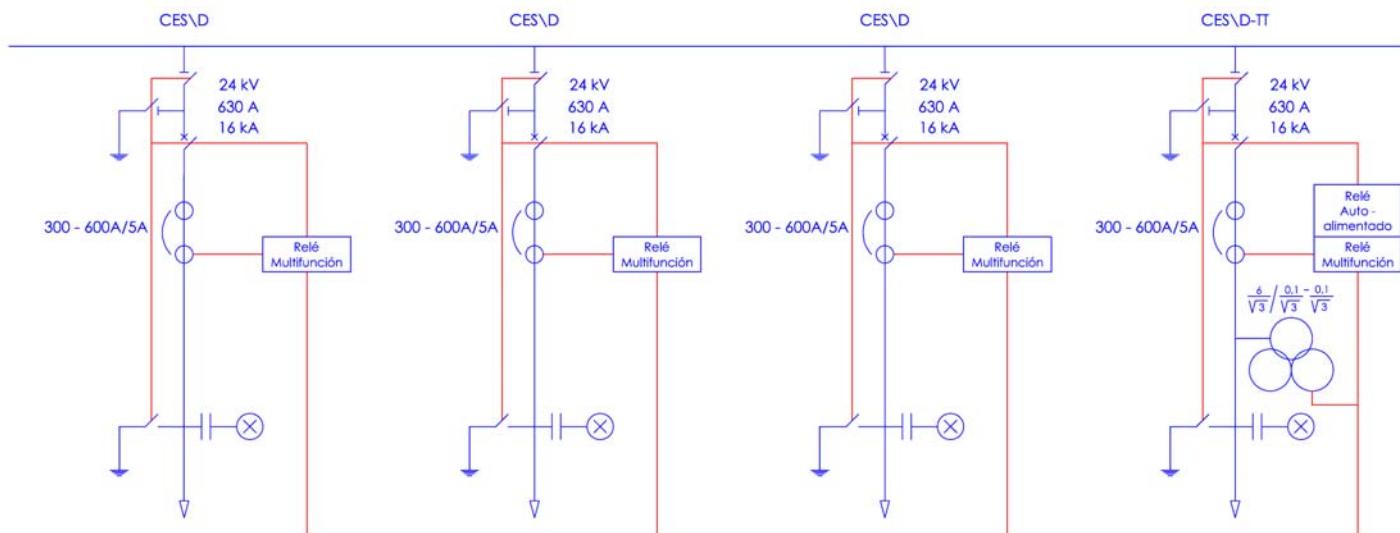 CES\D
CES\D
CES\D
CES\D-TT
24 kV
630 A
16 kA
24 kV
630 A
16 kA
24 kV
630 A
16 kA
24 kV
630 A
16 kA
300 - 600A/5A
300 - 600A/5A
300 - 600A/5A
300 - 600A/5A
Relé
Multifunción
Relé
Multifunción
Relé
Multifunción
Relé
Auto -
alimentado
Relé
Multifunción
6/√3 / 0,1/√3 - 0,1/√3